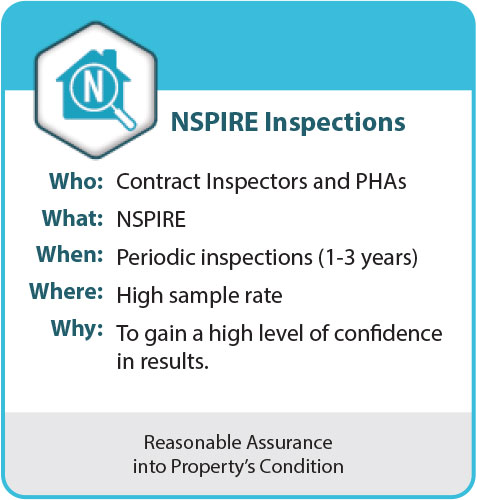 N
NSPIRE Inspections
Who: Contract Inspectors and PHAs
What: NSPIRE
When: Periodic inspections (1-3 years)
Where: High sample rate
Why: To gain a high level of confidence
in results.
Reasonable Assurance
into Property's Condition